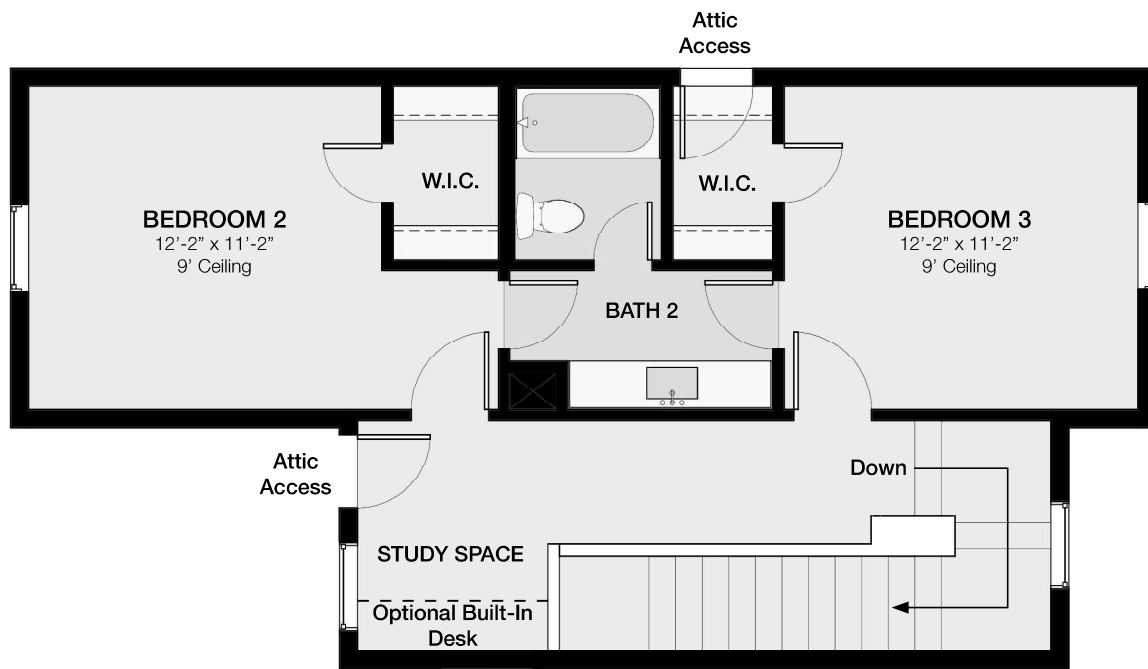 Attic
Access
W.I.C.
W.I.C.
BEDROOM 2
12’-2” x 11’-2”
9’ Ceiling
BEDROOM 3
12’-2” x 11’-2”
9’ Ceiling
BATH 2
Attic
Access
Down
STUDY SPACE
Optional Built-In
Desk